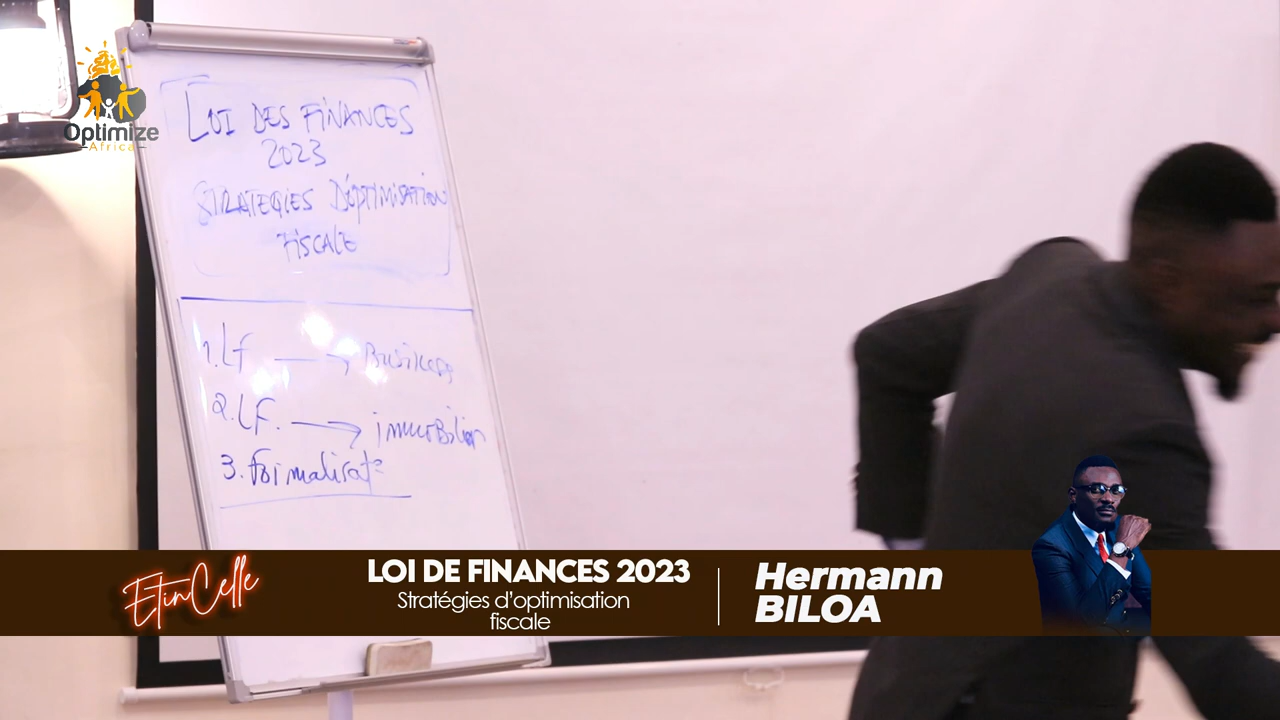 Optimize
Africa
LOI DES FINANCES
2023
STRATEGIES D'OPTIMISATION
FISCALE
1. LF → Business
2. LF. → immobilier
3. Formalisat°
EtinCelle
LOI DE FINANCES 2023
Stratégies d'optimisation
fiscale
Hermann
BILOA